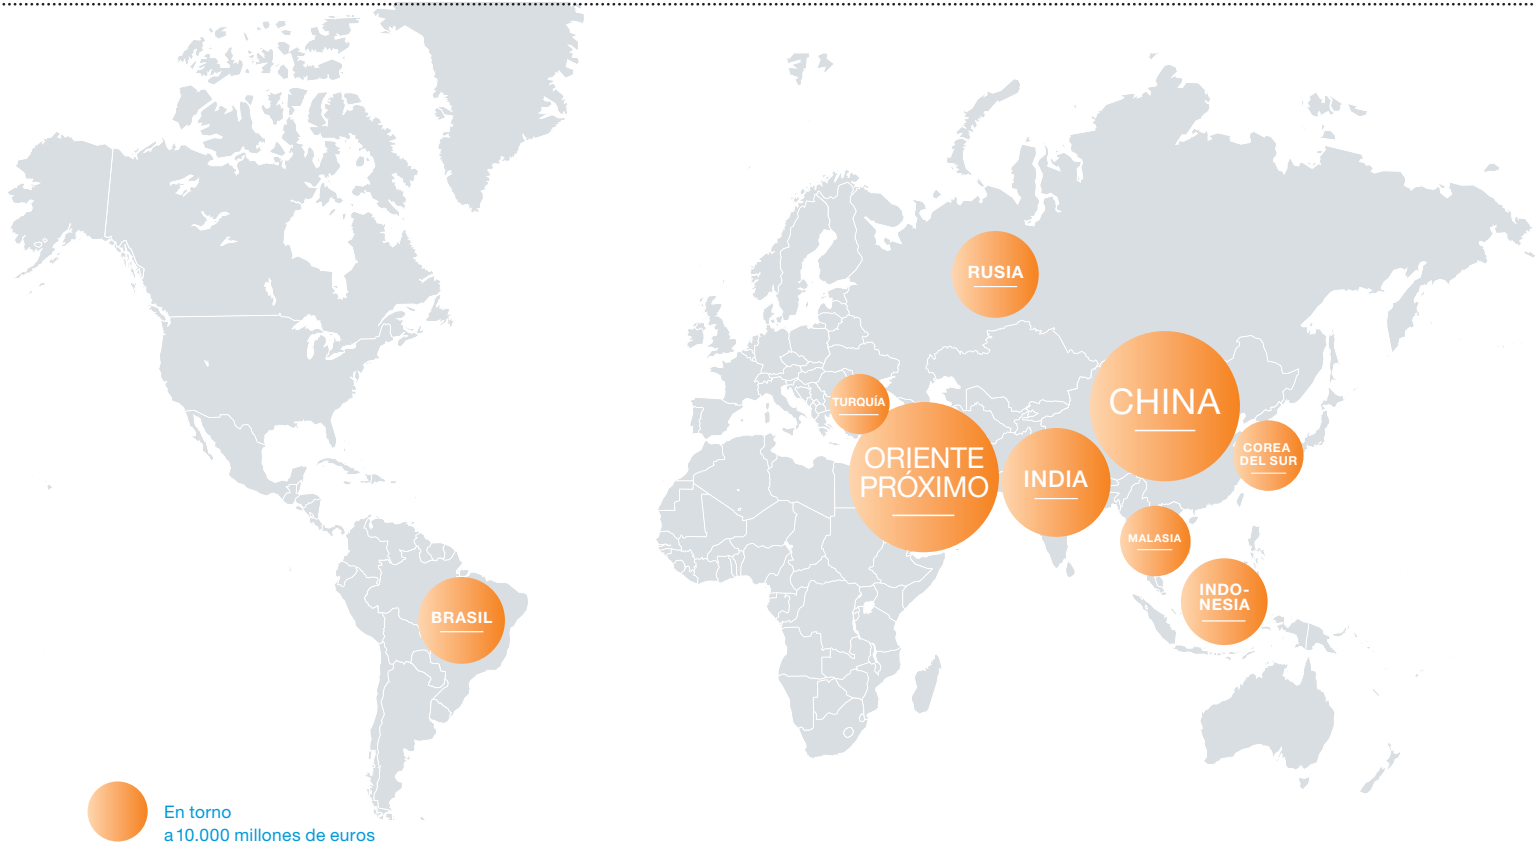 RUSIA
CHINA
TURQUÍA
COREA
DEL SUR
ORIENTE
PRÓXIMO
INDIA
MALASIA
INDO-
NESIA
BRASIL
En torno
a 10.000 millones de euros